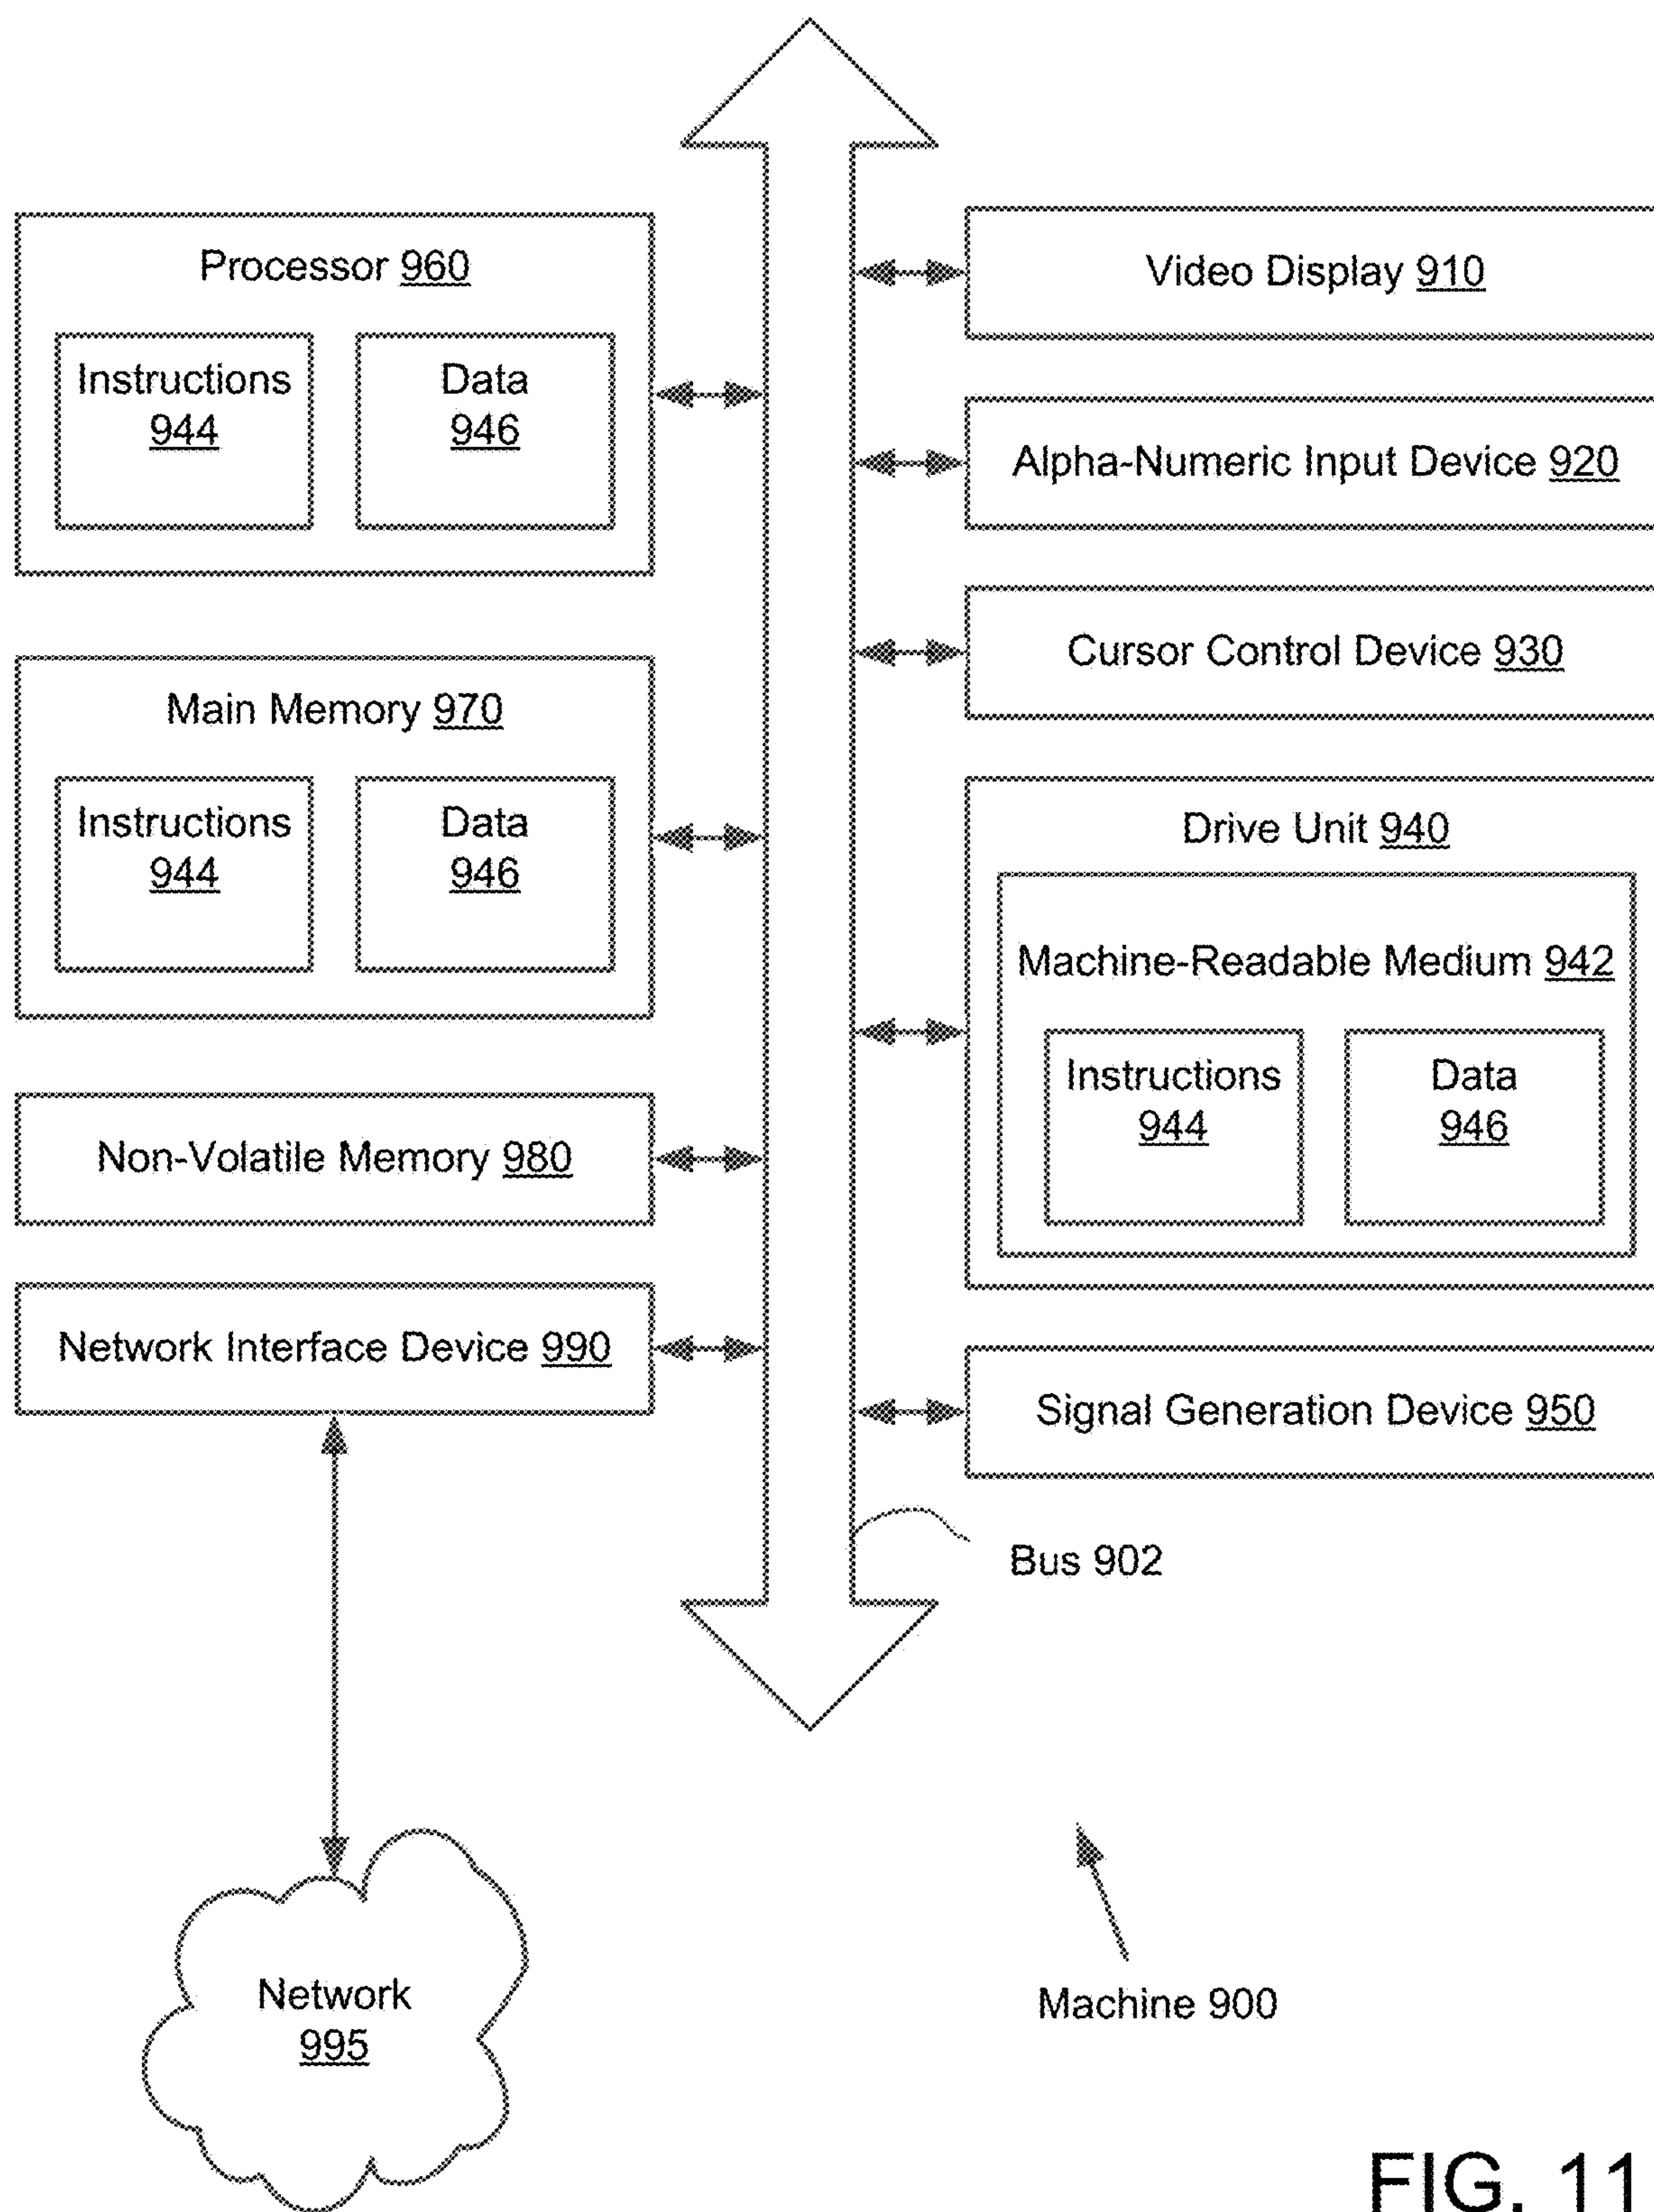 Processor 960
Instructions
944
Data
946
Main Memory 970
Instructions
944
Data
946
Non-Volatile Memory 980
Network Interface Device 990
Network
995
Video Display 910
Alpha-Numeric Input Device 920
Cursor Control Device 930
Drive Unit 940
Machine-Readable Medium 942
Instructions
944
Data
946
Signal Generation Device 950
Bus 902
Machine 900
FIG. 11